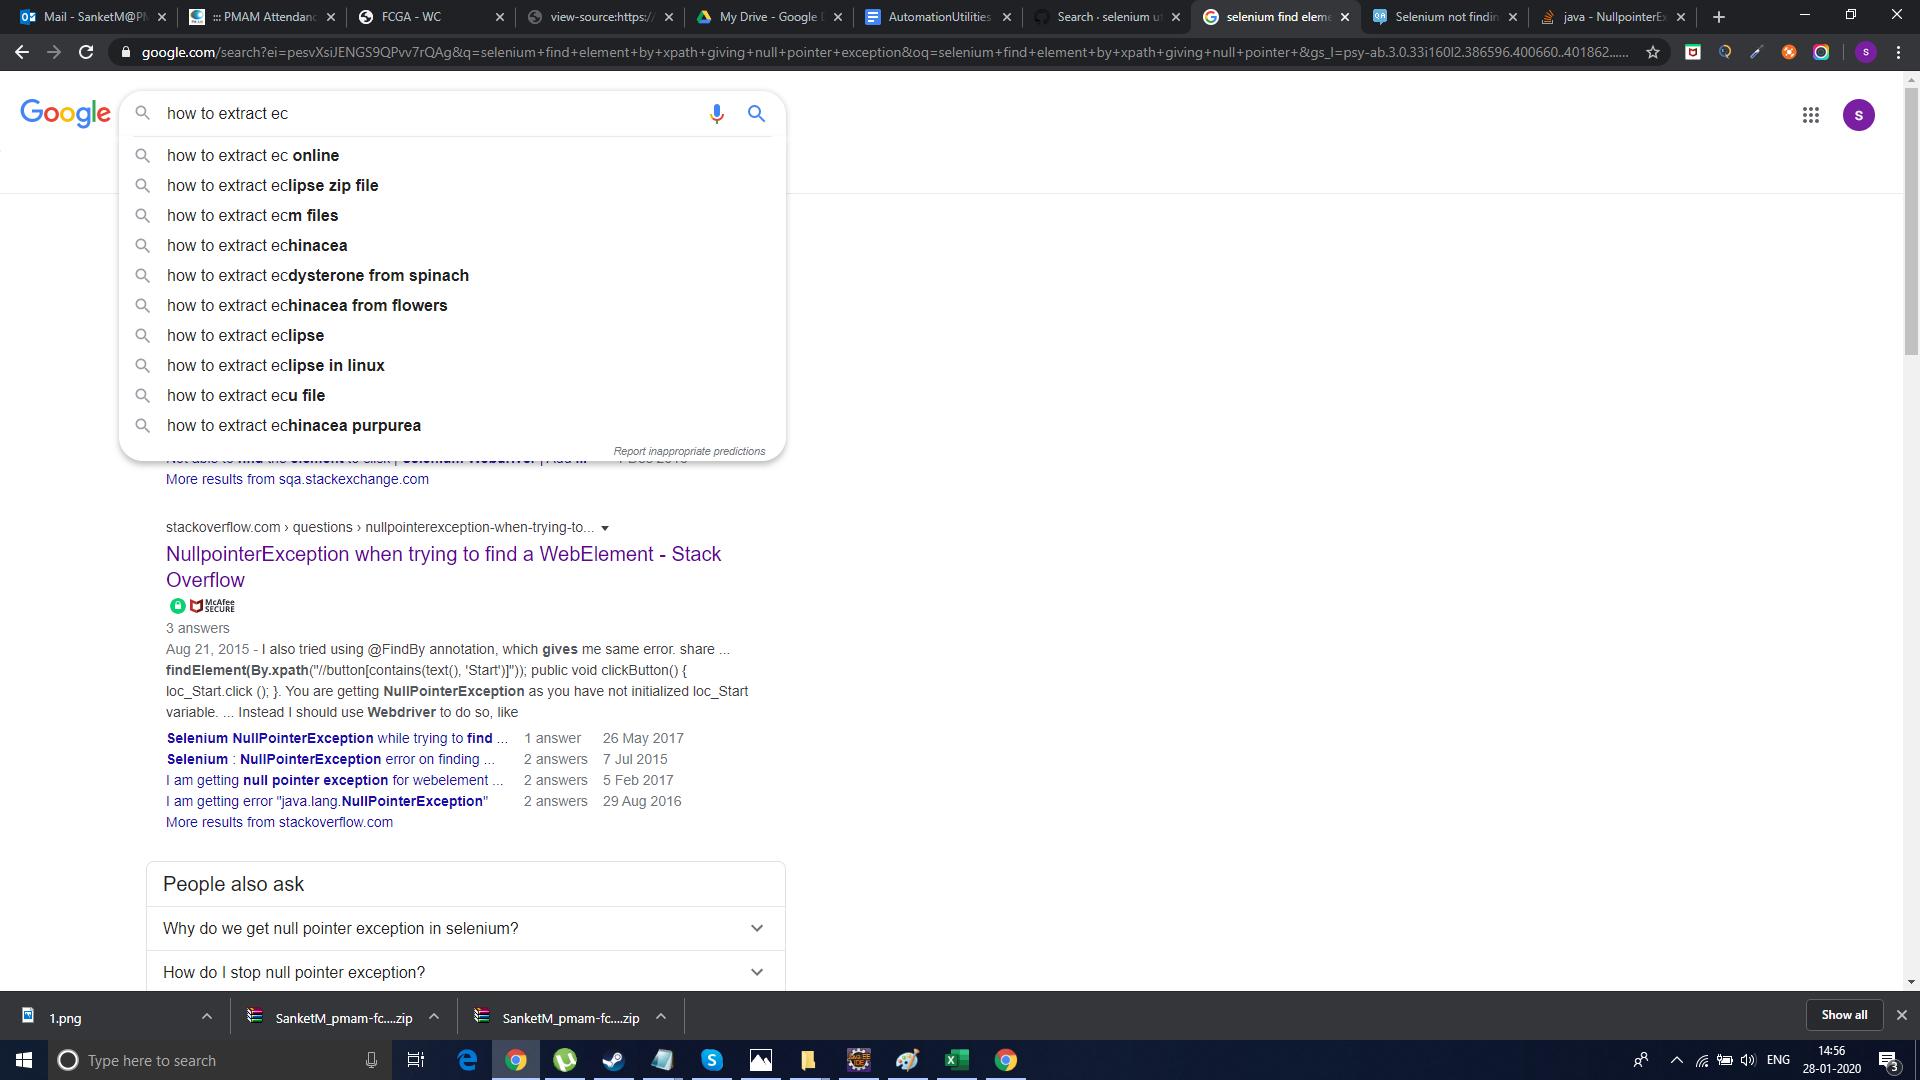 Mail - SanketM@PM
::: PMAM Attendanc
FCGA - WC
view-source:https://
My Drive - Google D
AutomationUtilities
Search · selenium ut
selenium find eleme
Selenium not findin
java - NullpointerEx
google.com/search?ei=pesvXsiJENGS9QPvv7rQAg&q=selenium+find+element+by+xpath+giving+null+pointer+exception&oq=selenium+find+element+by+xpath+giving+null+pointer+&gs_l=psy-ab.3.0.33i160l2.386596.400660..401862......
Google
how to extract ec
S
how to extract ec online
how to extract eclipse zip file
how to extract ecm files
how to extract echinacea
how to extract ecdysterone from spinach
how to extract echinacea from flowers
how to extract eclipse
how to extract eclipse in linux
how to extract ecu file
how to extract echinacea purpurea
Report inappropriate predictions
More results from sqa.stackexchange.com
stackoverflow.com › questions › nullpointerexception-when-trying-to...
NullpointerException when trying to find a WebElement - Stack
Overflow
McAfee SECURE
3 answers
Aug 21, 2015 - I also tried using @FindBy annotation, which gives me same error. share ...
findElement(By.xpath("//button[contains(text(), 'Start')]")); public void clickButton() {
loc_Start.click (); }. You are getting NullPointerException as you have not initialized loc_Start
variable. ... Instead I should use Webdriver to do so, like
Selenium NullPointerException while trying to find ... 1 answer 26 May 2017
Selenium : NullPointerException error on finding ... 2 answers 7 Jul 2015
I am getting null pointer exception for webelement ... 2 answers 5 Feb 2017
I am getting error "java.lang.NullPointerException" 2 answers 29 Aug 2016
More results from stackoverflow.com
People also ask
Why do we get null pointer exception in selenium?
How do I stop null pointer exception?
1.png
SanketM_pmam-fc....zip
SanketM_pmam-fc....zip
Show all
Type here to search
ENG
14:56
28-01-2020
3